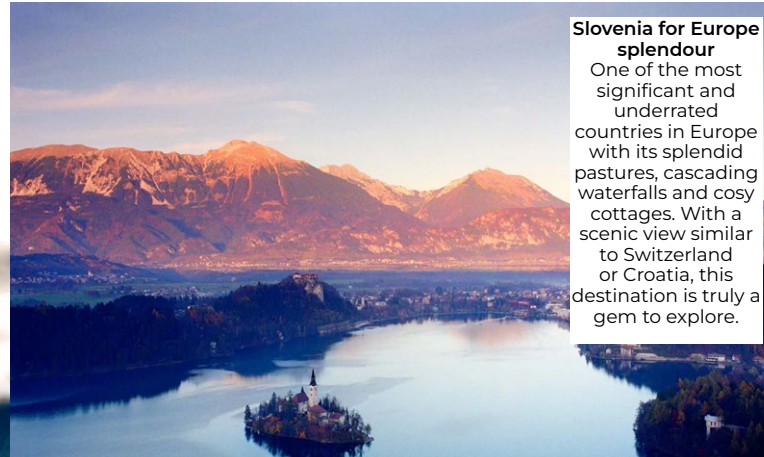 Slovenia for Europe
splendour
One of the most
significant and
underrated
countries in Europe
with its splendid
pastures, cascading
waterfalls and cosy
cottages. With a
scenic view similar
to Switzerland
or Croatia, this
destination is truly a
gem to explore.